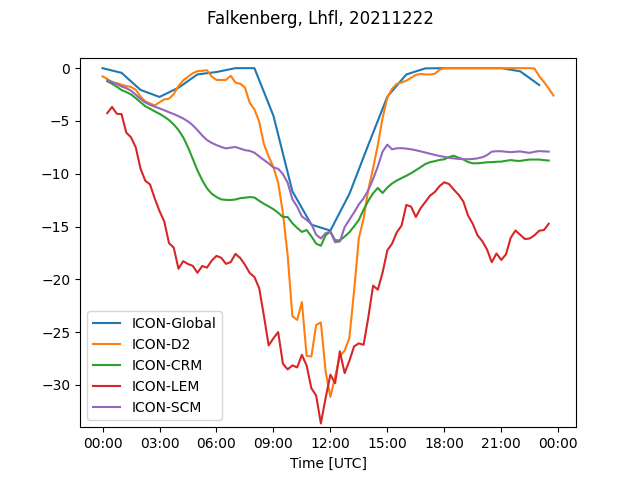 Falkenberg, Lhfl, 20211222
0
−5
−10
−15
−20
−25
−30
ICON-Global
ICON-D2
ICON-CRM
ICON-LEM
ICON-SCM
00:00 03:00 06:00 09:00 12:00 15:00 18:00 21:00 00:00
Time [UTC]